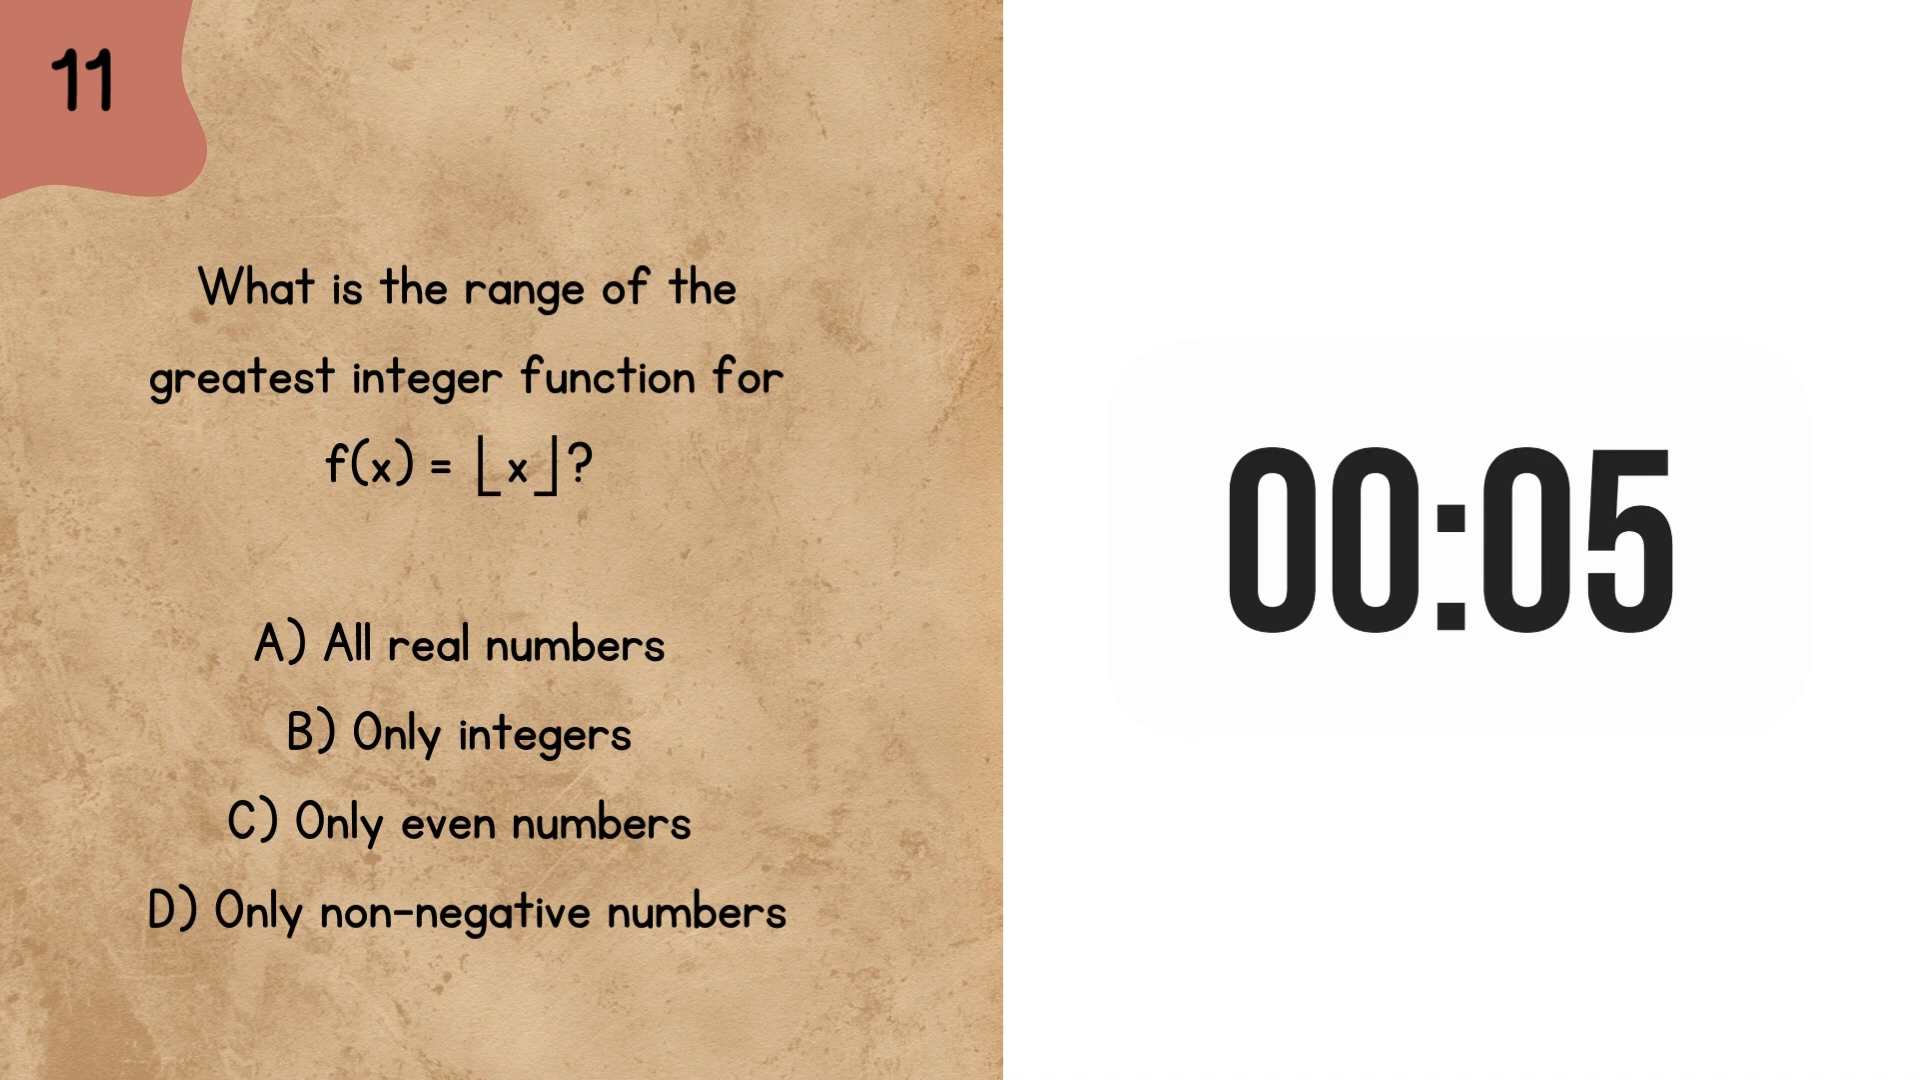 11
What is the range of the
greatest integer function for
f(x) = ⌊x⌋?
A) All real numbers
B) Only integers
C) Only even numbers
D) Only non-negative numbers
00:05